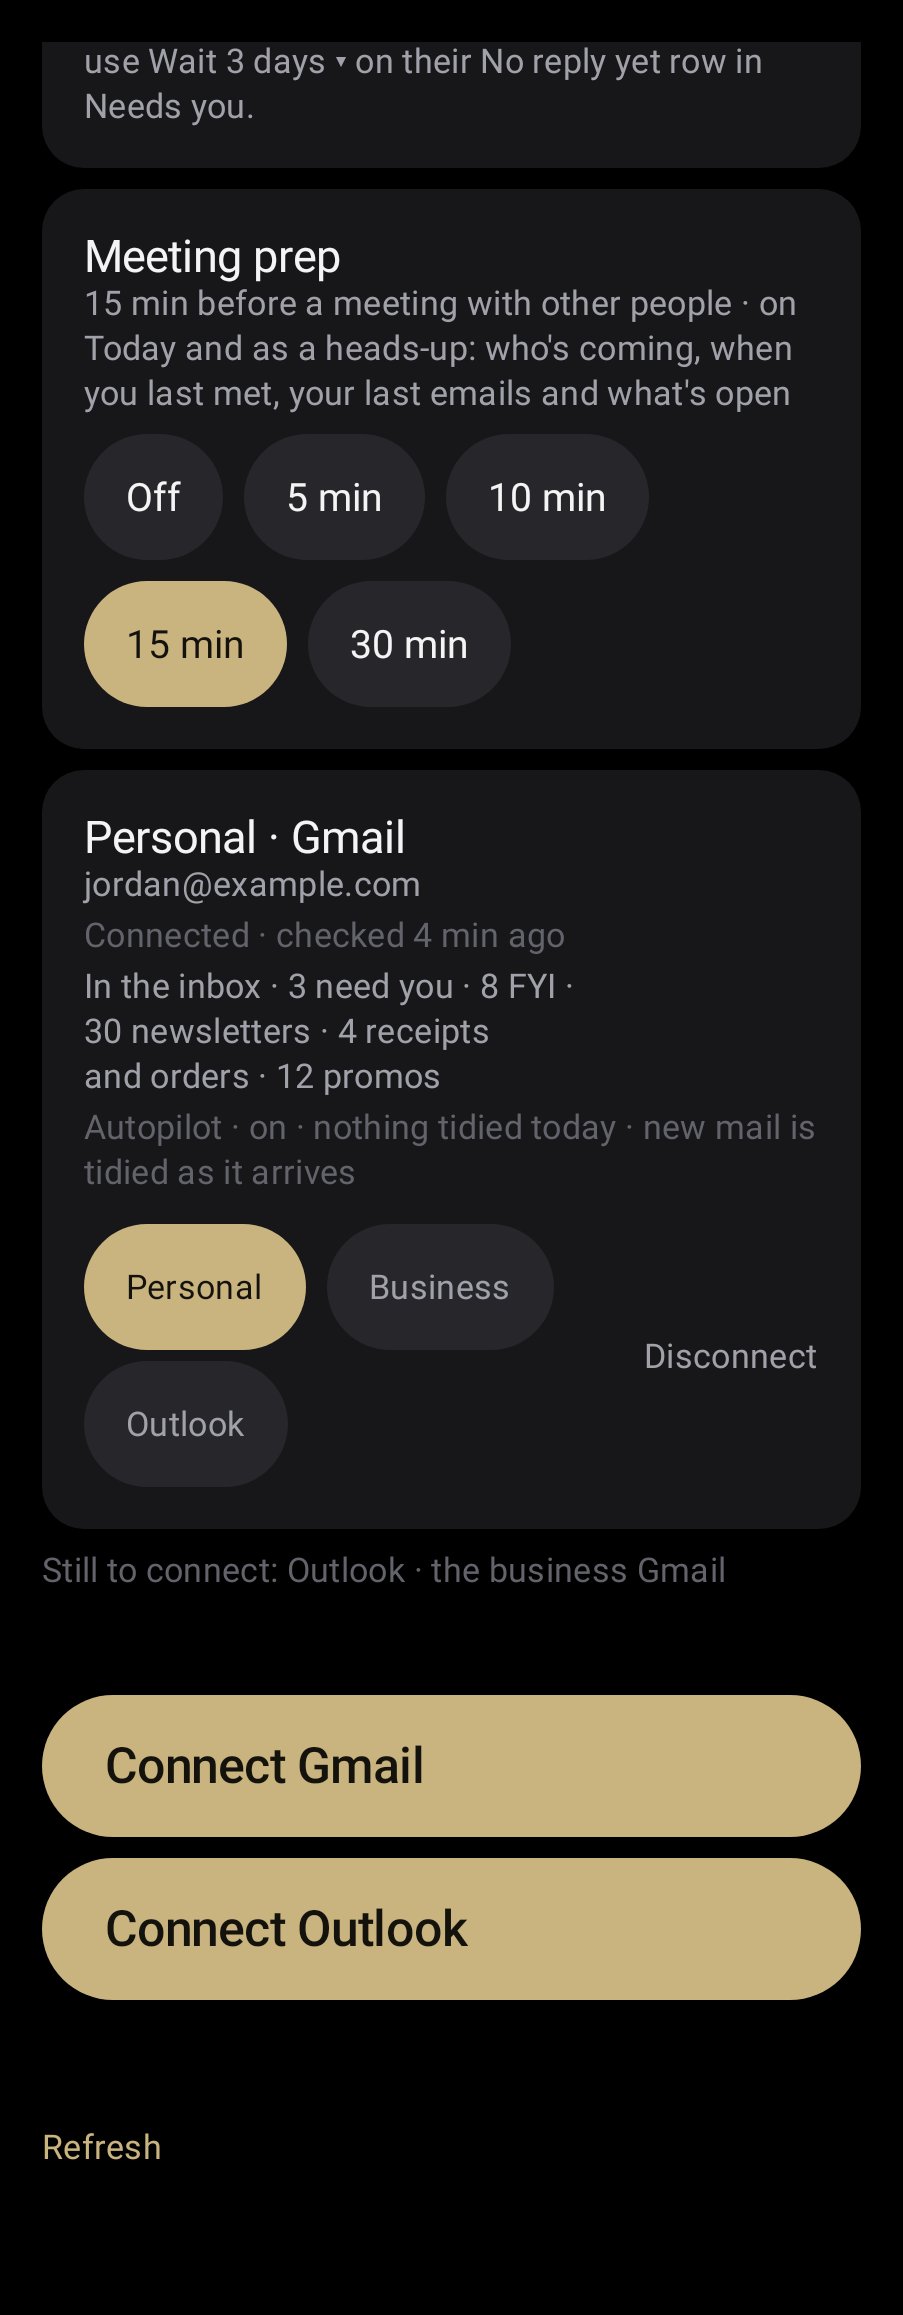 use Wait 3 days ▾ on their No reply yet row in
Needs you.
Meeting prep
15 min before a meeting with other people · on
Today and as a heads-up: who's coming, when
you last met, your last emails and what's open
Off
5 min
10 min
15 min
30 min
Personal · Gmail
jordan@example.com
Connected · checked 4 min ago
In the inbox · 3 need you · 8 FYI ·
30 newsletters · 4 receipts
and orders · 12 promos
Autopilot · on · nothing tidied today · new mail is
tidied as it arrives
Personal
Business
Disconnect
Outlook
Still to connect: Outlook · the business Gmail
Connect Gmail
Connect Outlook
Refresh